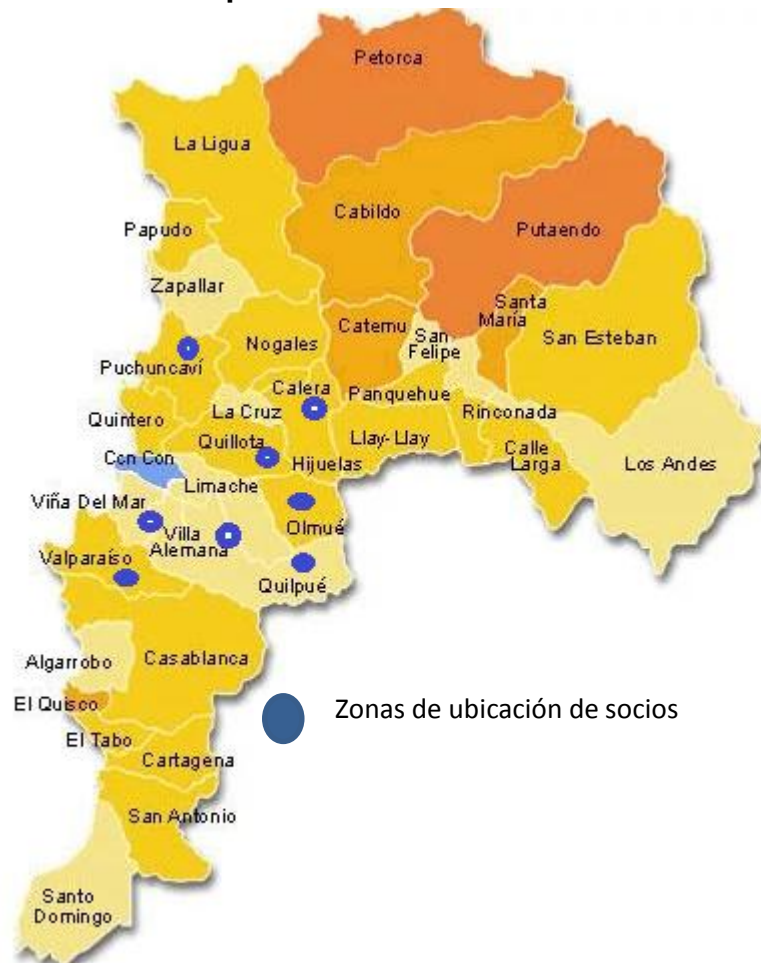 Petorca
La Ligua
Cabildo
Papudo
Putaendo
Zapallar
Santa
María
Catemu
San
Felipe
San Esteban
Nogales
Puchuncaví
Calera
Panquehue
La Cruz
Rinconada
Quintero
Quillota
Llay-Llay
Calle
Larga
Con Con
Hijuelas
Los Andes
Limache
Viña Del Mar
Villa
Alemana
Olmué
Valparaíso
Quilpué
Algarrobo
Casablanca
El Quisco
Zonas de ubicación de socios
El Tabo
Cartagena
San Antonio
Santo
Domingo